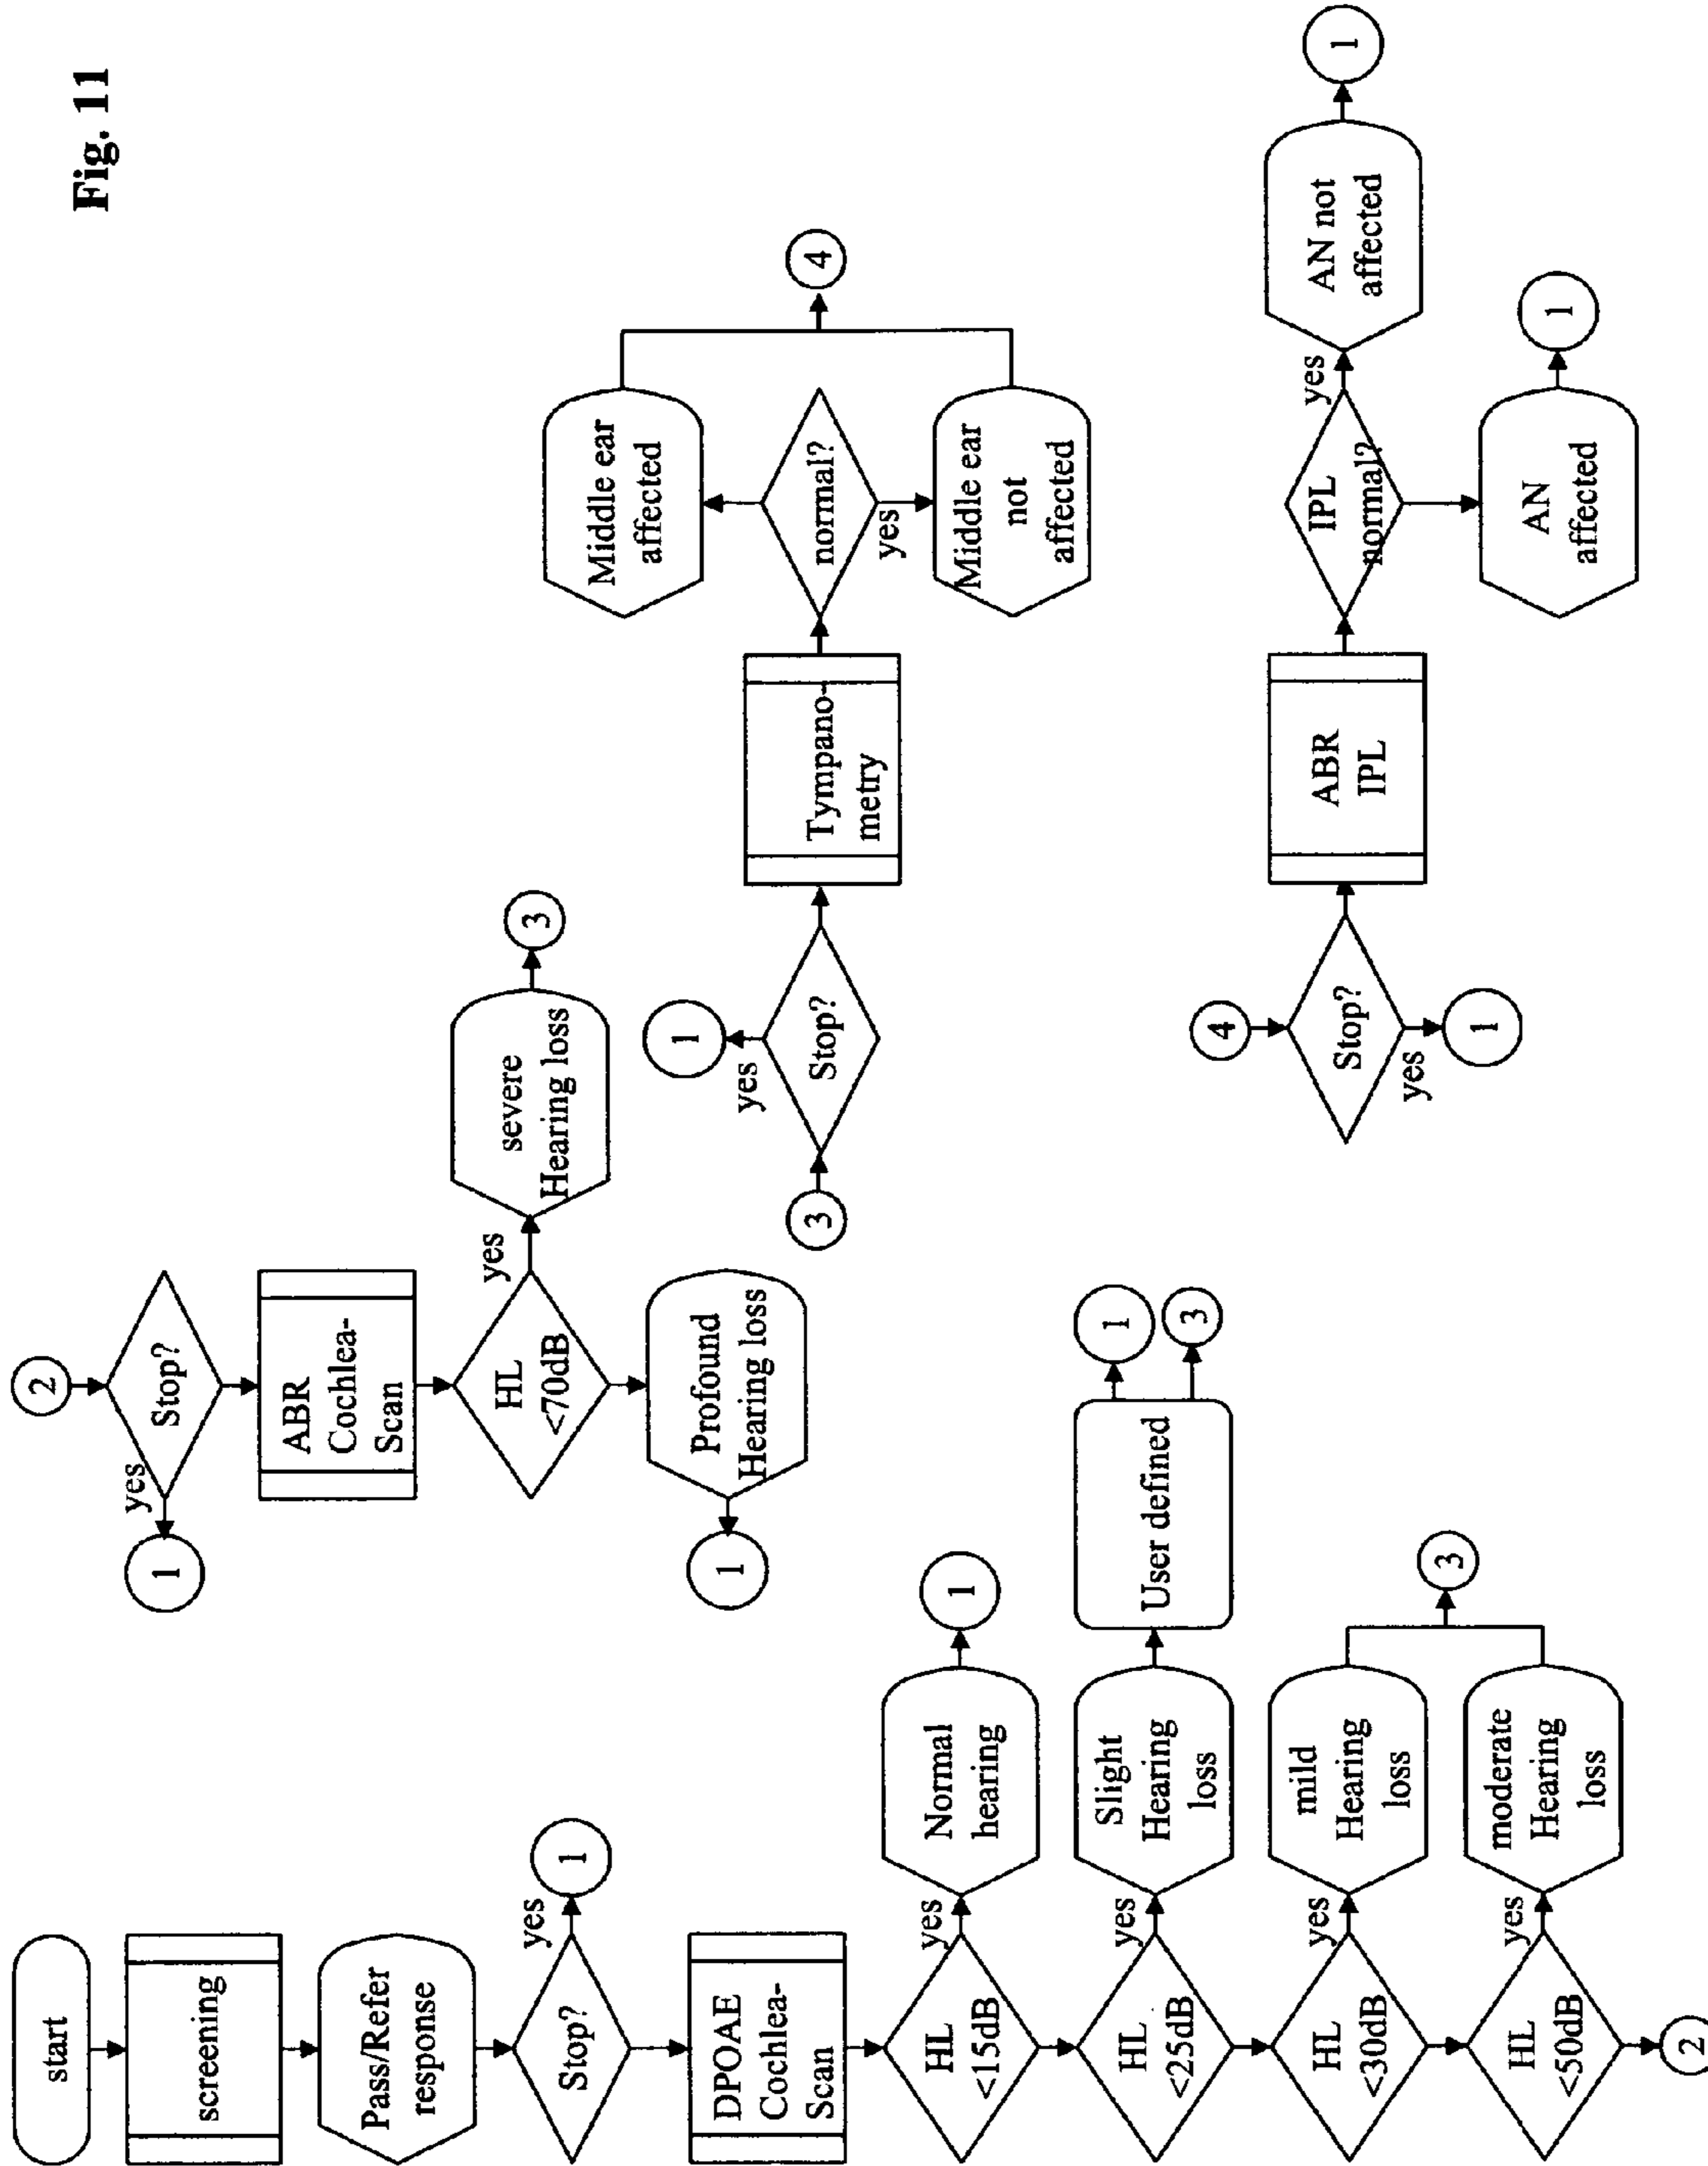 Fig. 11
start
screening
Pass/Refer
response
Stop?
yes
1
DPOAE
Cochlea-
Scan
HL
<15dB
yes
Normal
hearing
1
HL
<25dB
yes
Slight
Hearing
loss
User defined
1
3
HL
<30dB
yes
mild
Hearing
loss
HL
<50dB
yes
moderate
Hearing
loss
3
2
2
Stop?
yes
1
ABR
Cochlea-
Scan
HL
<70dB
yes
severe
Hearing loss
3
Profound
Hearing loss
1
3
Stop?
yes
1
Tympano-
metry
normal?
Middle ear
affected
yes
Middle ear
not
affected
4
4
Stop?
yes
1
ABR
IPL
IPL
normal?
yes
AN not
affected
1
AN
affected
1